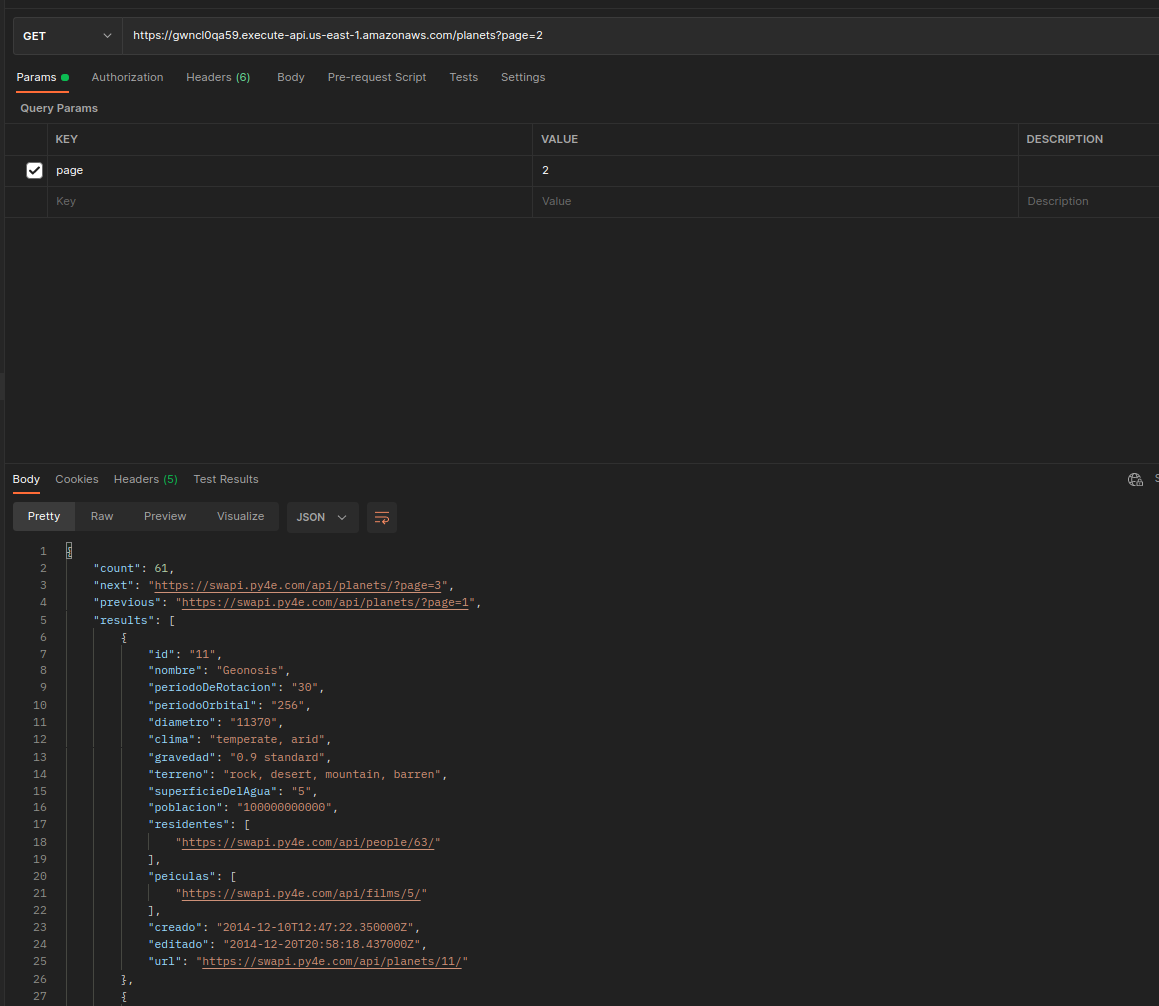 GET https://gwncl0qa59.execute-api.us-east-1.amazonaws.com/planets?page=2
Params Authorization Headers (6) Body Pre-request Script Tests Settings
Query Params
KEY VALUE DESCRIPTION
page 2
Key Value Description
Body Cookies Headers (5) Test Results
Pretty Raw Preview Visualize JSON
1 {
2 "count": 61,
3 "next": "https://swapi.py4e.com/api/planets/?page=3",
4 "previous": "https://swapi.py4e.com/api/planets/?page=1",
5 "results": [
6 {
7 "id": "11",
8 "nombre": "Geonosis",
9 "periodoDeRotacion": "30",
10 "periodoOrbital": "256",
11 "diametro": "11370",
12 "clima": "temperate, arid",
13 "gravedad": "0.9 standard",
14 "terreno": "rock, desert, mountain, barren",
15 "superficieDelAgua": "5",
16 "poblacion": "100000000000",
17 "residentes": [
18 "https://swapi.py4e.com/api/people/63/"
19 ],
20 "peiculas": [
21 "https://swapi.py4e.com/api/films/5/"
22 ],
23 "creado": "2014-12-10T12:47:22.350000Z",
24 "editado": "2014-12-20T20:58:18.437000Z",
25 "url": "https://swapi.py4e.com/api/planets/11/"
26 },
27 {